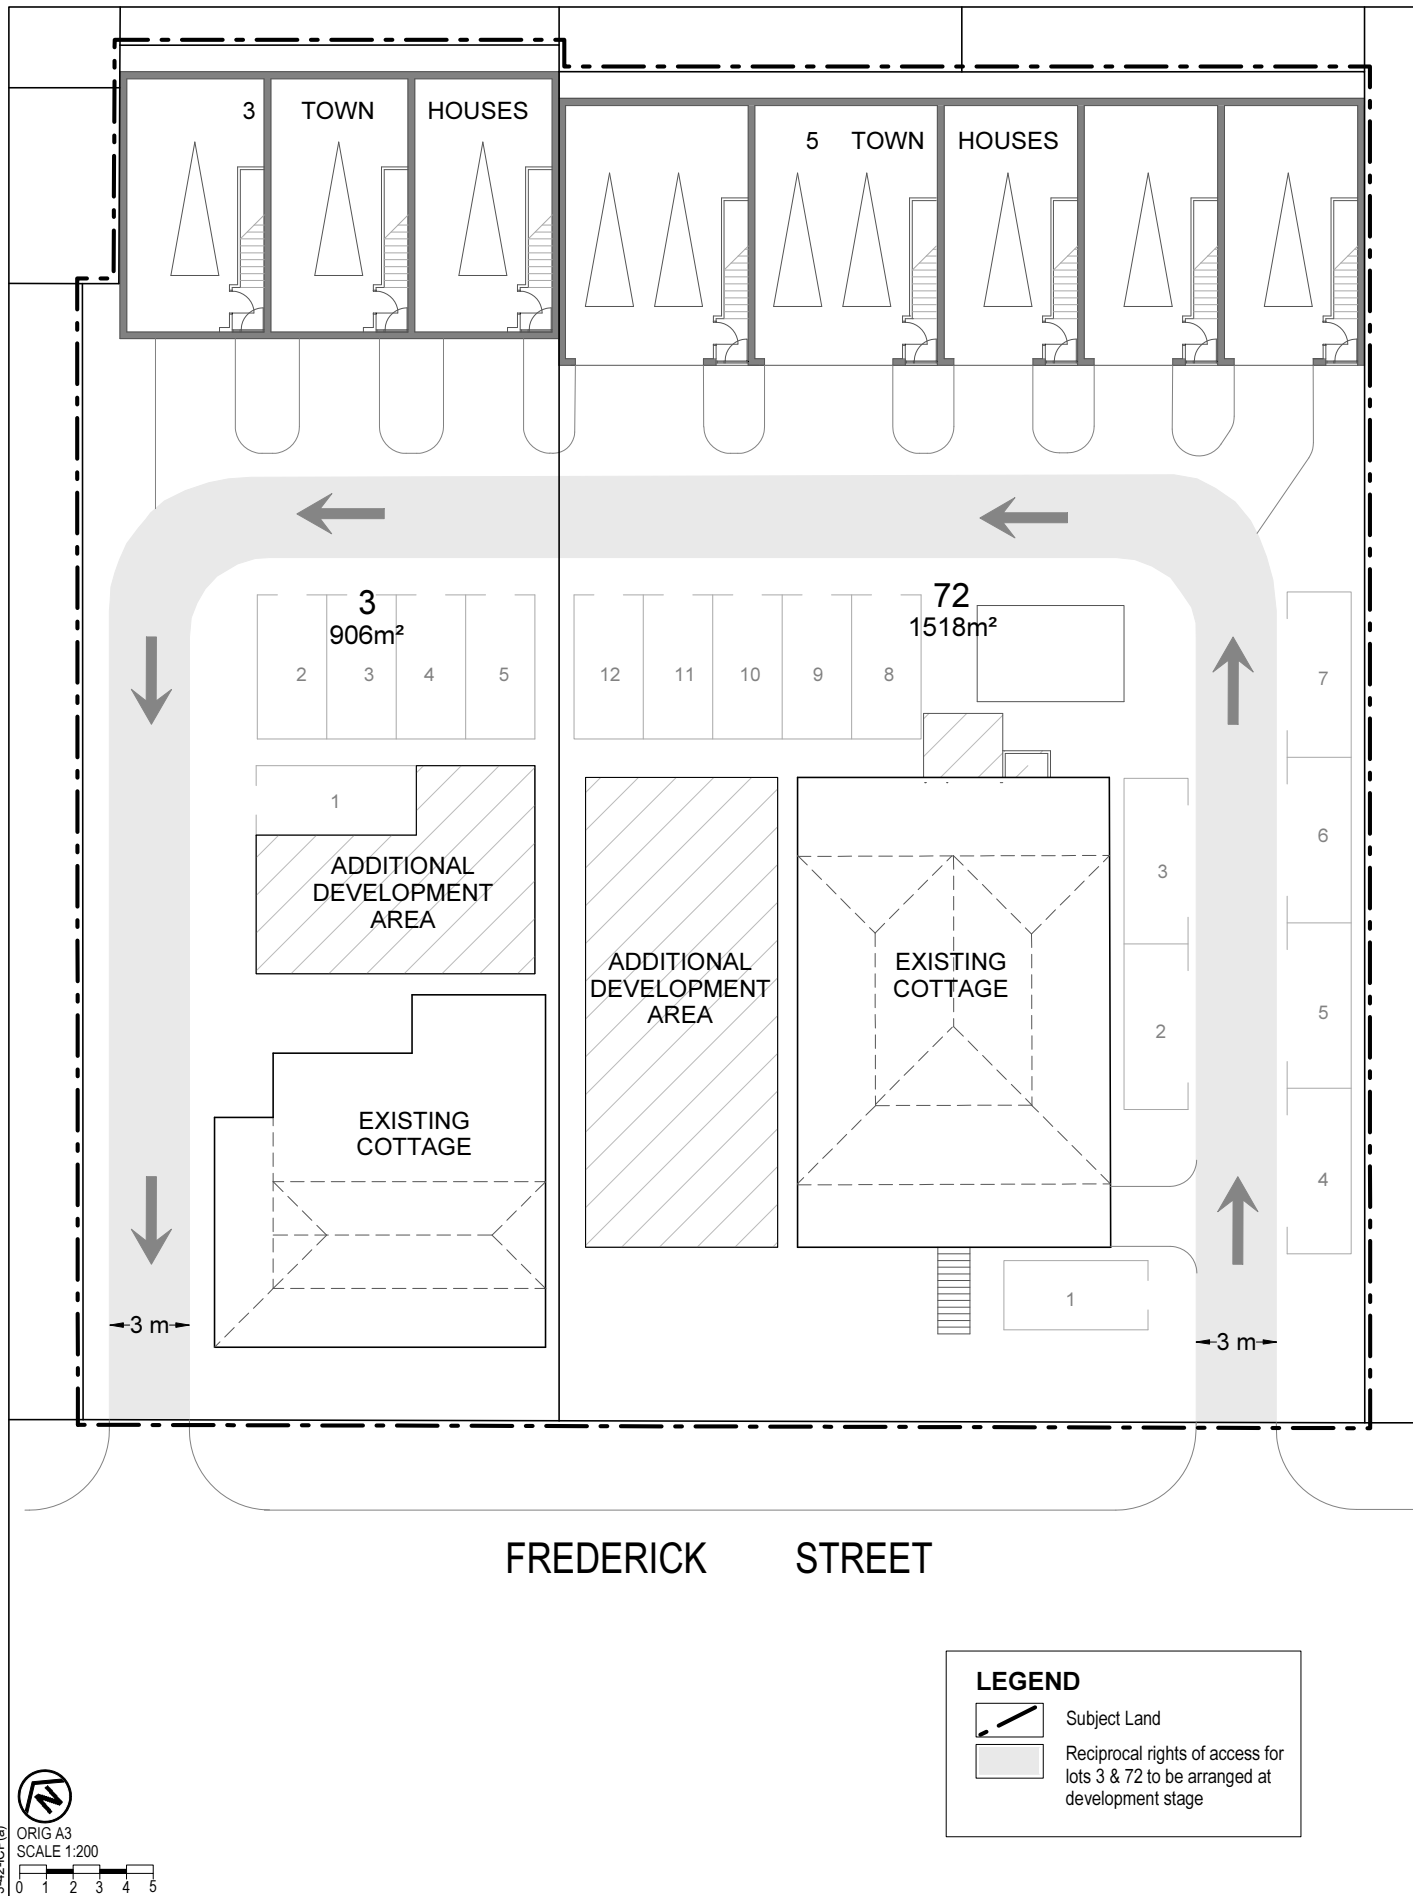 3 TOWN HOUSES
5 TOWN HOUSES
3
906m²
72
1518m²
2 3 4 5
12 11 10 9 8
7
1
6
3
ADDITIONAL
DEVELOPMENT
AREA
ADDITIONAL
DEVELOPMENT
AREA
EXISTING
COTTAGE
2
5
EXISTING
COTTAGE
4
1
3 m
3 m
FREDERICK STREET
LEGEND
Subject Land
Reciprocal rights of access for
lots 3 & 72 to be arranged at
development stage
N
ORIG A3
SCALE 1:200
0 1 2 3 4 5